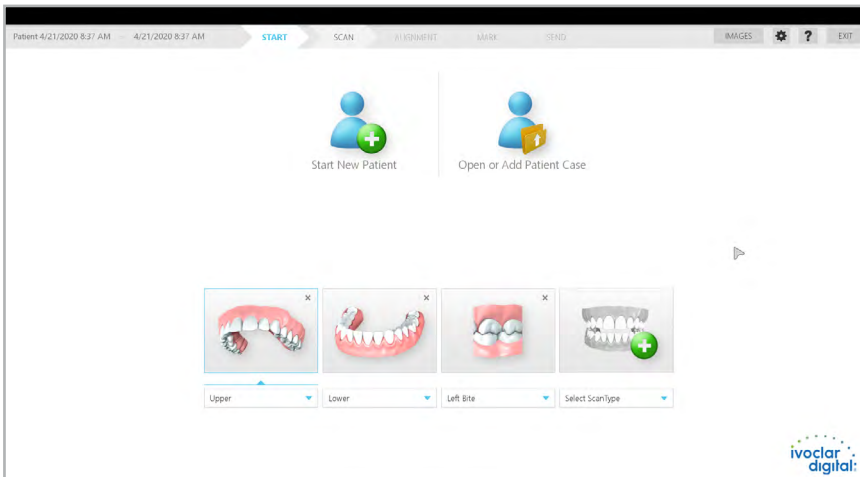 Patient 4/21/2020 8:37 AM — 4/21/2020 8:37 AM START SCAN ALIGNMENT MARK SEND IMAGES ? EXIT
Start New Patient Open or Add Patient Case
Upper Lower Left Bite Select ScanType
ivoclar
digital: